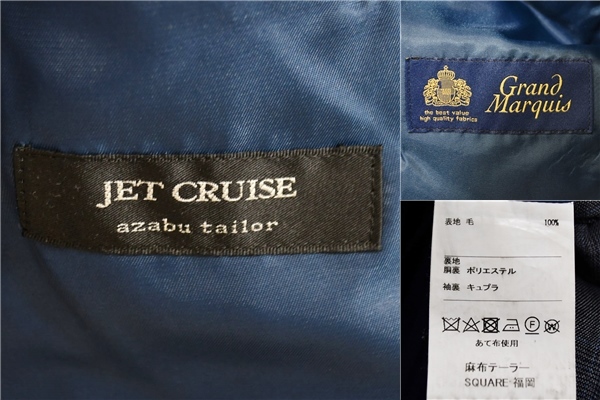 JET CRUISE
azabu tailor
Grand
Marquis
the best value
high quality fabrics
表地 毛 100%
裏地
胴裏 ポリエステル
袖裏 キュプラ
あて布使用
麻布テーラー
SQUARE 福岡